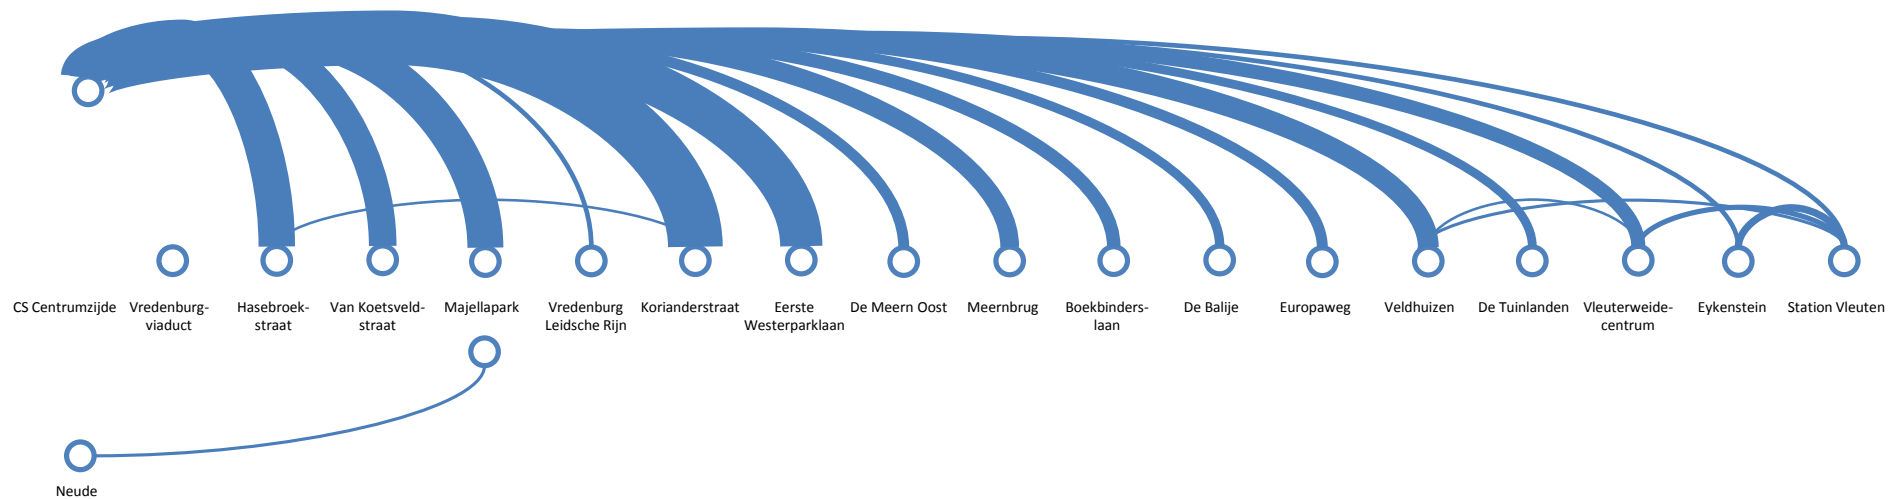 CS Centrumzijde
Vredenburg-
viaduct
Hasebroek-
straat
Van Koetsveld-
straat
Majellapark
Vredenburg
Leidsche Rijn
Korianderstraat
Eerste
Westerparklaan
De Meern Oost
Meernbrug
Boekbinders-
laan
De Balije
Europaweg
Veldhuizen
De Tuinlanden
Vleuterweide-
centrum
Eykenstein
Station Vleuten
Neude